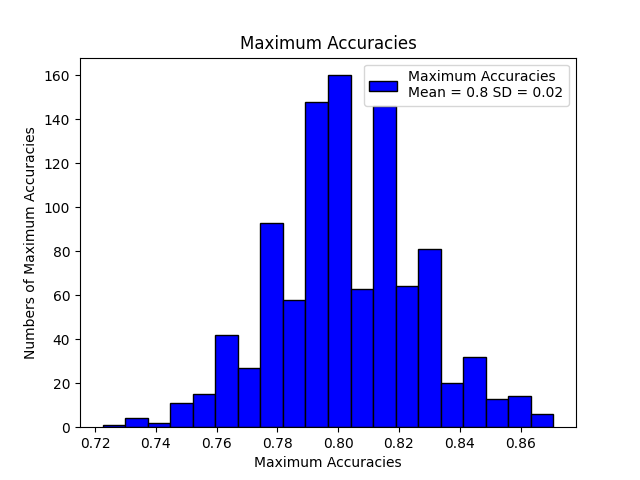 Maximum Accuracies
Maximum Accuracies
Mean = 0.8 SD = 0.02
Numbers of Maximum Accuracies
160
140
120
100
80
60
40
20
0
0.72 0.74 0.76 0.78 0.80 0.82 0.84 0.86
Maximum Accuracies